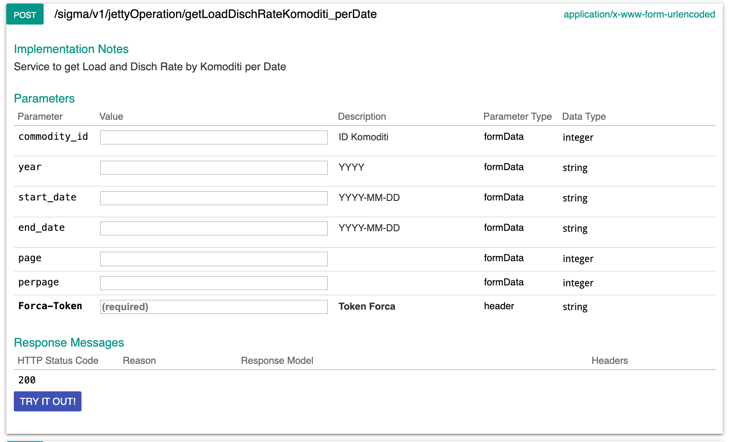 POST /sigma/v1/jettyOperation/getLoadDischRateKomoditi_perDate application/x-www-form-urlencoded
Implementation Notes
Service to get Load and Disch Rate by Komoditi per Date
Parameters
Parameter Value Description Parameter Type Data Type
commodity_id ID Komoditi formData integer
year YYYY formData string
start_date YYYY-MM-DD formData string
end_date YYYY-MM-DD formData string
page formData integer
perpage formData integer
Forca-Token (required) Token Forca header string
Response Messages
HTTP Status Code Reason Response Model Headers
200
TRY IT OUT!